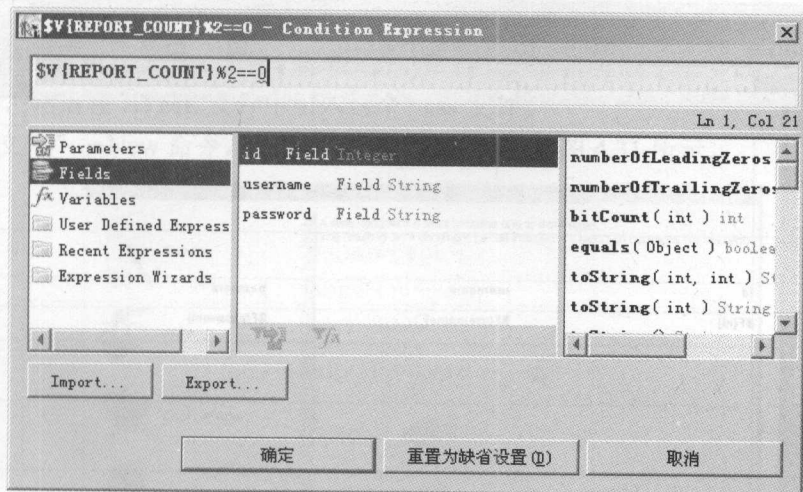 $V{REPORT_COUNT}%2==0 - Condition Expression
$V{REPORT_COUNT}%2==0
Ln 1, Col 21
Parameters
Fields
Variables
User Defined Express
Recent Expressions
Expression Wizards
id Field Integer
username Field String
password Field String
numberOfLeadingZeros
numberOfTrailingZeros
bitCount( int ) int
equals( Object ) boolea
toString( int, int ) St
toString( int ) String
Import...
Export...
确定
重置为缺省设置(D)
取消